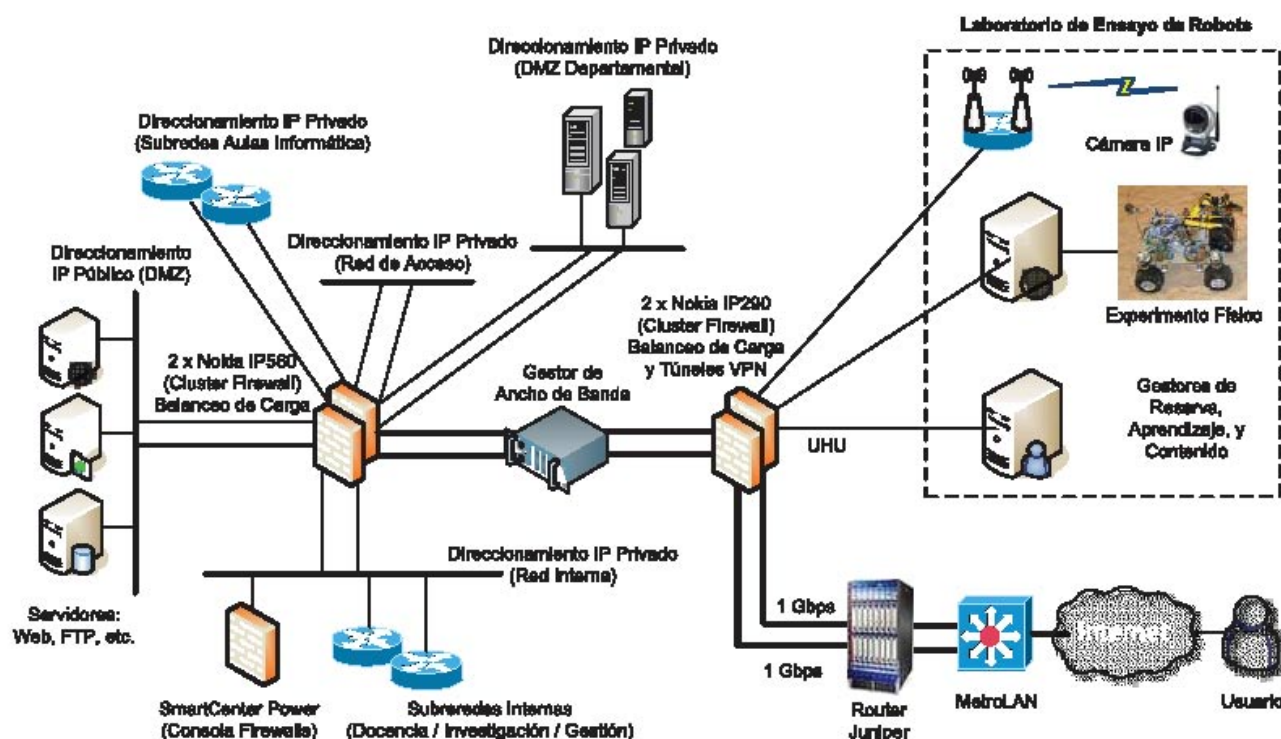 Laboratorio de Ensayo de Robots
Direccionamiento IP Privado
(DMZ Departamental)
Direccionamiento IP Privado
(Subredes Aulas Informática)
Cámara IP
Direccionamiento IP Privado
(Red de Acceso)
Direccionamiento
IP Público (DMZ)
2 x Nokia IP290
(Cluster Firewall)
Balanceo de Carga
y Túneles VPN
Experimento Físico
2 x Nokia IP560
(Cluster Firewall)
Balanceo de Carga
Gestor de
Ancho de Banda
Gestores de
Reserva,
Aprendizaje, y
Contenido
UHU
Direccionamiento IP Privado
(Red Interna)
Servidores:
Web, FTP, etc.
1 Gbps
1 Gbps
Internet
SmartCenter Power
(Consola Firewalls)
Subreredes Internas
(Docencia / Investigación / Gestión)
Router
Juniper
MetroLAN
Usuario